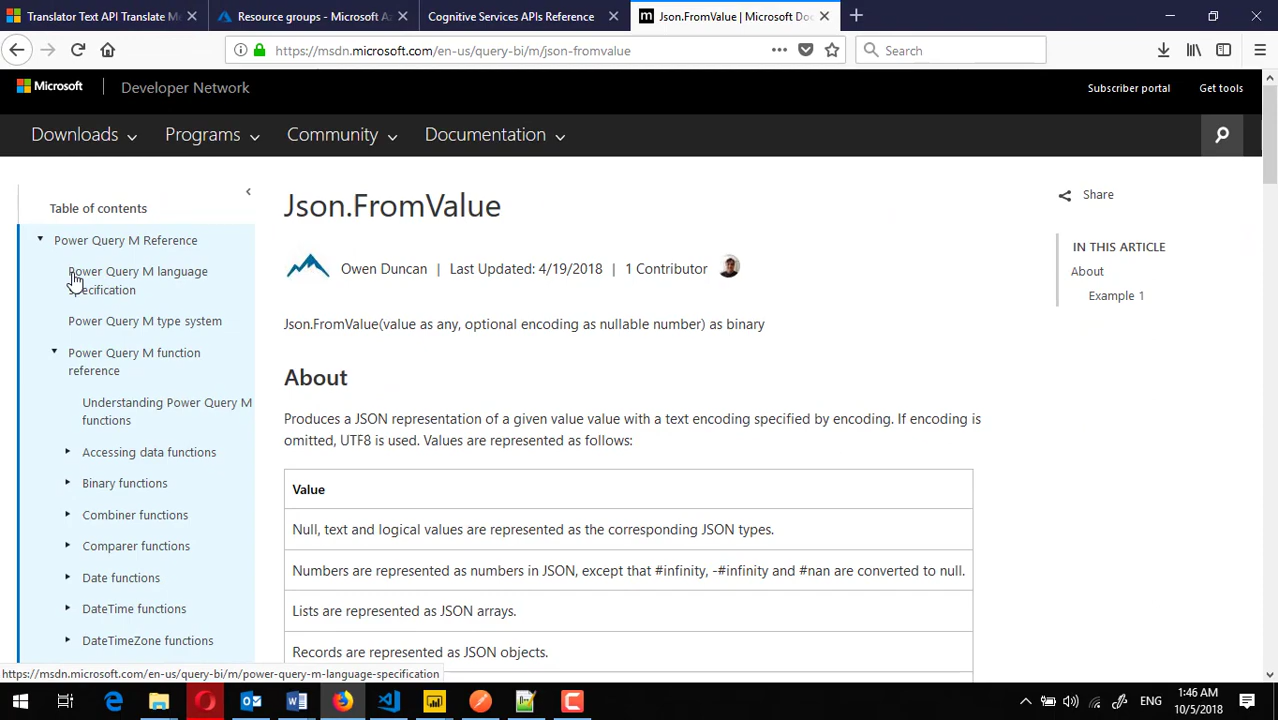 Translator Text API Translate M
Resource groups - Microsoft A
Cognitive Services APIs Reference
Json.FromValue | Microsoft Do
https://msdn.microsoft.com/en-us/query-bi/m/json-fromvalue
Search
Microsoft
Developer Network
Subscriber portal
Get tools
Downloads
Programs
Community
Documentation
Table of contents
Power Query M Reference
Power Query M language
specification
Power Query M type system
Power Query M function
reference
Understanding Power Query M
functions
Accessing data functions
Binary functions
Combiner functions
Comparer functions
Date functions
DateTime functions
DateTimeZone functions
Json.FromValue
Owen Duncan | Last Updated: 4/19/2018 | 1 Contributor
Json.FromValue(value as any, optional encoding as nullable number) as binary
About
Produces a JSON representation of a given value value with a text encoding specified by encoding. If encoding is
omitted, UTF8 is used. Values are represented as follows:
Value
Null, text and logical values are represented as the corresponding JSON types.
Numbers are represented as numbers in JSON, except that #infinity, -#infinity and #nan are converted to null.
Lists are represented as JSON arrays.
Records are represented as JSON objects.
Share
IN THIS ARTICLE
About
Example 1
https://msdn.microsoft.com/en-us/query-bi/m/power-query-m-language-specification
ENG
1:46 AM
10/5/2018